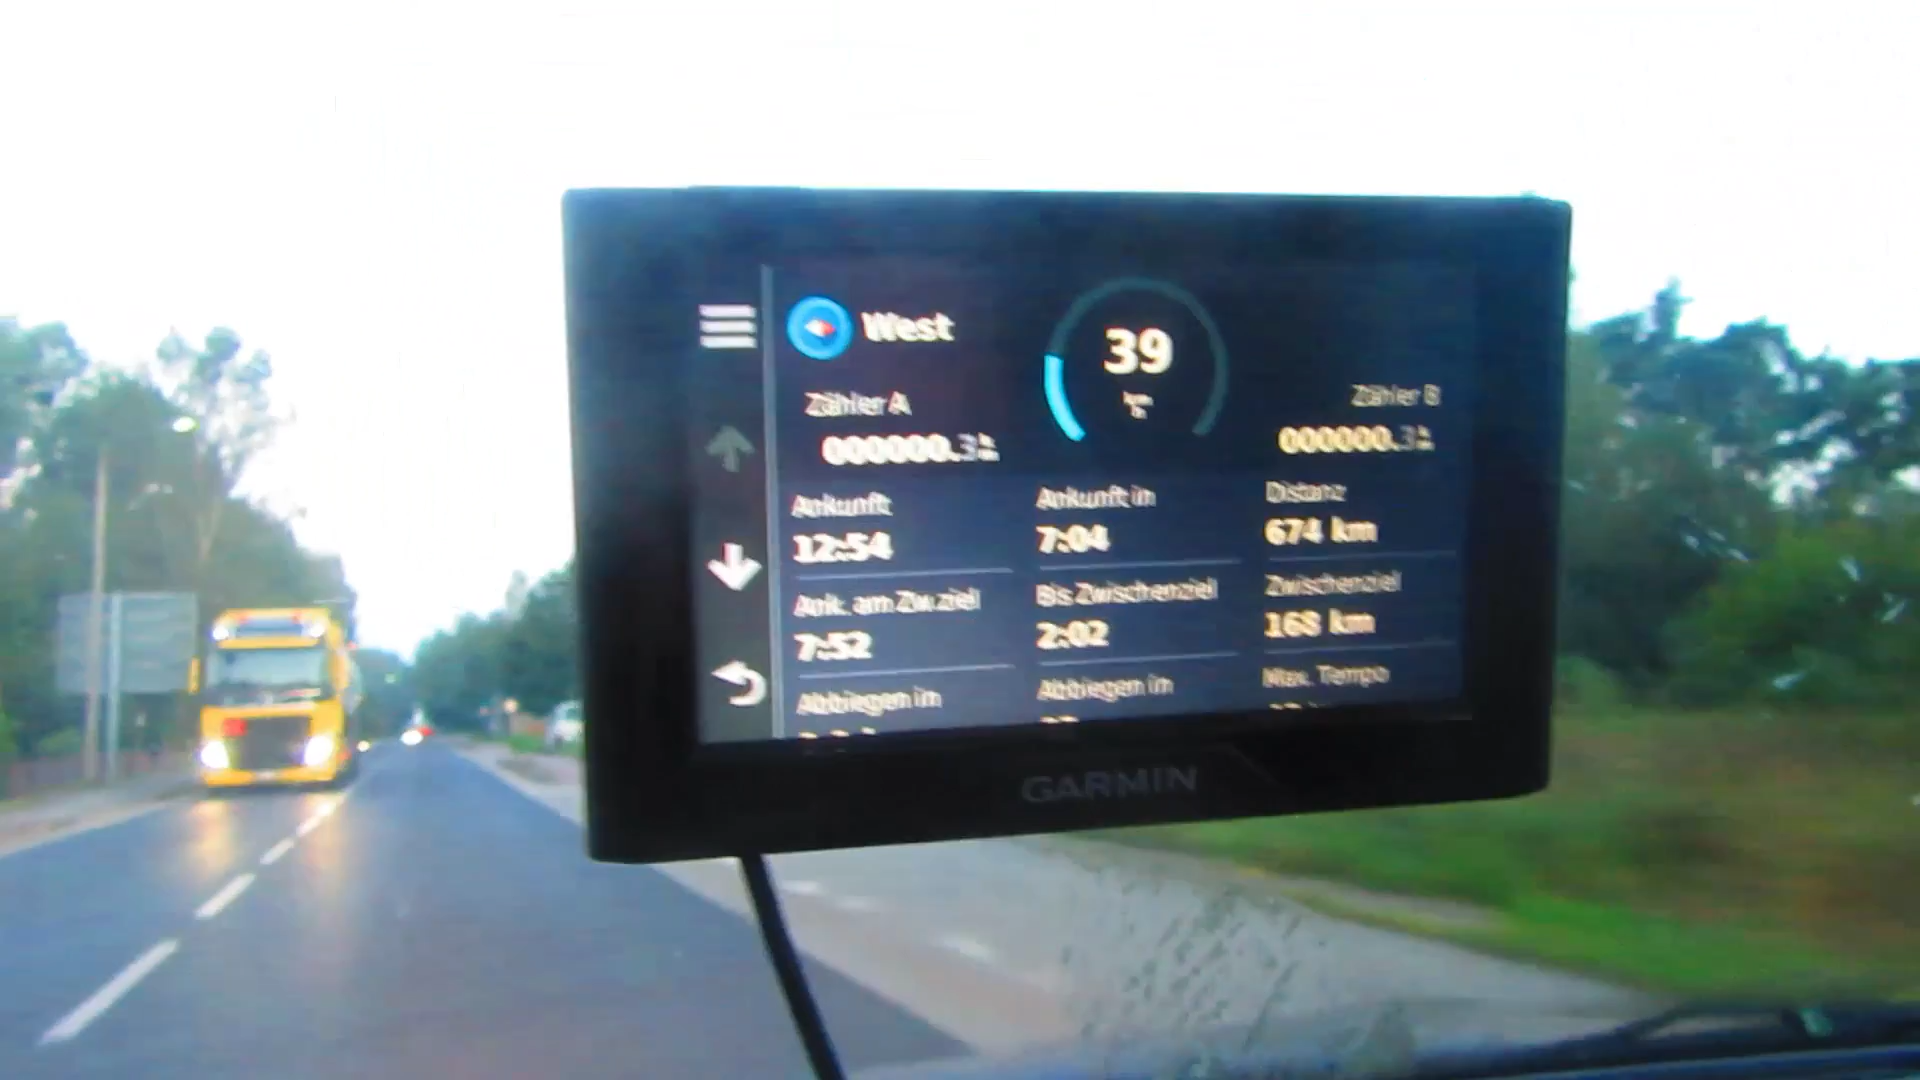 West
39
km
h
Zähler A
000000.3
Zähler B
000000.3
Ankunft
12:54
Ankunft in
7:04
Distanz
674 km
Ank. am Zw.ziel
7:52
Bis Zwischenziel
2:02
Zwischenziel
168 km
Abbiegen in
Abbiegen in
Max. Tempo
GARMIN